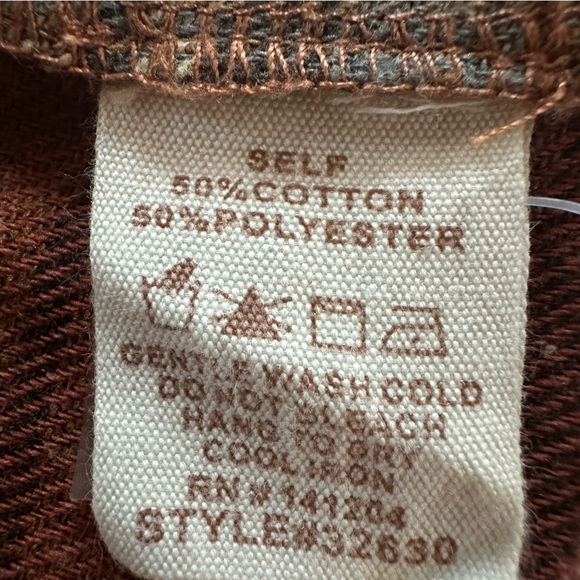 SELF
50%COTTON
50%POLYESTER
GENTLE WASH COLD
DO NOT BLEACH
HANG TO DRY
COOL IRON
RN#141204
STYLE#32630